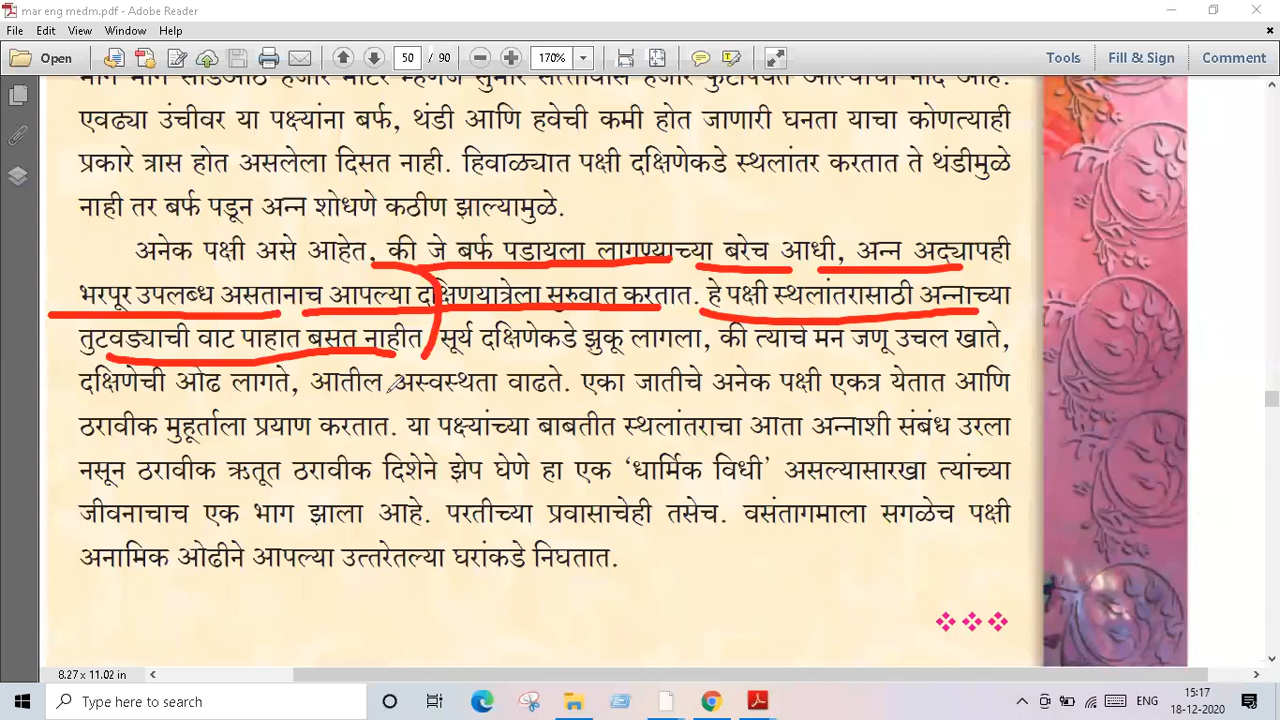 mar eng medm.pdf - Adobe Reader
File Edit View Window Help
Open 50 / 90 170% Tools Fill & Sign Comment
एवढ्या उंचीवर या पक्ष्यांना बर्फ, थंडी आणि हवेची कमी होत जाणारी घनता याचा कोणत्याही
प्रकारे त्रास होत असलेला दिसत नाही. हिवाळ्यात पक्षी दक्षिणेकडे स्थलांतर करतात ते थंडीमुळे
नाही तर बर्फ पडून अन्न शोधणे कठीण झाल्यामुळे.
अनेक पक्षी असे आहेत, की जे बर्फ पडायला लागण्याच्या बरेच आधी, अन्न अद्यापही
भरपूर उपलब्ध असतानाच आपल्या दक्षिणयात्रेला सुरुवात करतात. हे पक्षी स्थलांतरासाठी अन्नाच्या
तुटवड्याची वाट पाहात बसत नाहीत सूर्य दक्षिणेकडे झुकू लागला, की त्याचे मन जणू उचल खाते,
दक्षिणेची ओढ लागते, आतील अस्वस्थता वाढते. एका जातीचे अनेक पक्षी एकत्र येतात आणि
ठरावीक मुहूर्ताला प्रयाण करतात. या पक्ष्यांच्या बाबतीत स्थलांतराचा आता अन्नाशी संबंध उरला
नसून ठरावीक ऋतूत ठरावीक दिशेने झेप घेणे हा एक ‘धार्मिक विधी’ असल्यासारखा त्यांच्या
जीवनाचाच एक भाग झाला आहे. परतीच्या प्रवासाचेही तसेच. वसंतागमाला सगळेच पक्षी
अनामिक ओढीने आपल्या उत्तरेतल्या घरांकडे निघतात.
8.27 x 11.02 in
Type here to search
ENG 15:17
18-12-2020